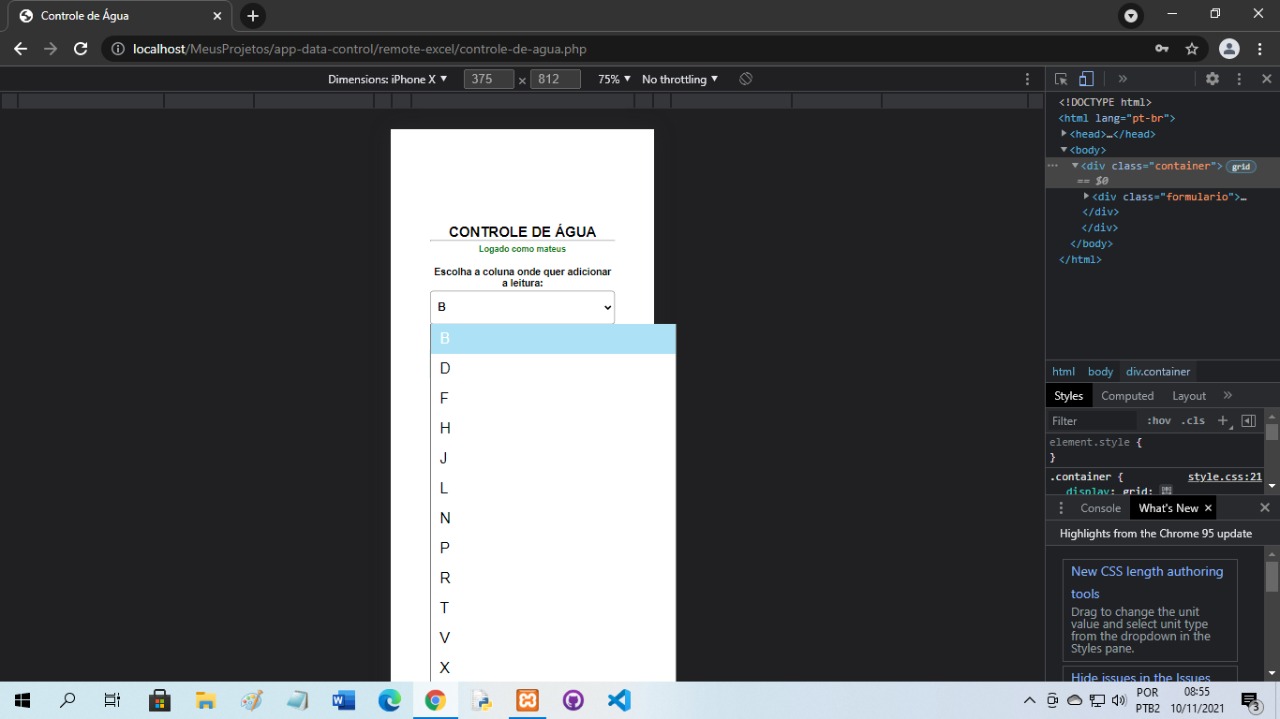 Controle de Água
localhost/MeusProjetos/app-data-control/remote-excel/controle-de-agua.php
Dimensions: iPhone X ▼ 375 × 812 75% ▼ No throttling ▼
CONTROLE DE ÁGUA
Logado como mateus
Escolha a coluna onde quer adicionar
a leitura:
B
B
D
F
H
J
L
N
P
R
T
V
X
<!DOCTYPE html>
<html lang="pt-br">
<head>…</head>
<body>
<div class="container"> grid
== $0
<div class="formulario">…
</div>
</div>
</body>
</html>
html body div.container
Styles Computed Layout »
Filter :hov .cls +
element.style {
}
.container { style.css:21
display: grid;
Console What's New ×
Highlights from the Chrome 95 update
New CSS length authoring
tools
Drag to change the unit
value and select unit type
from the dropdown in the
Styles pane.
Hide issues in the Issues
POR
PTB2
08:55
10/11/2021
3